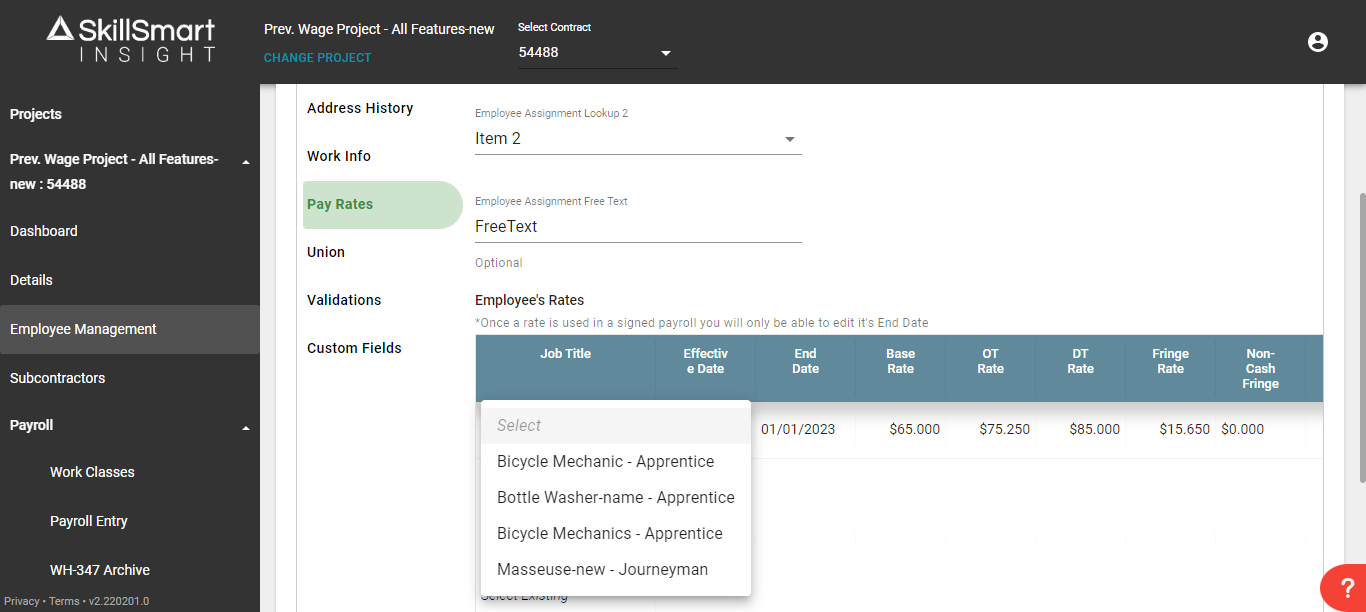 SkillSmart
INSIGHT
Prev. Wage Project - All Features-new
CHANGE PROJECT
Select Contract
54488
Projects
Prev. Wage Project - All Features-
new : 54488
Dashboard
Details
Employee Management
Subcontractors
Payroll
Work Classes
Payroll Entry
WH-347 Archive
Privacy • Terms • v2.220201.0
Address History
Work Info
Pay Rates
Union
Validations
Custom Fields
Employee Assignment Lookup 2
Item 2
Employee Assignment Free Text
FreeText
Optional
Employee's Rates
*Once a rate is used in a signed payroll you will only be able to edit it's End Date
Job Title
Effectiv
e Date
End
Date
Base
Rate
OT
Rate
DT
Rate
Fringe
Rate
Non-
Cash
Fringe
01/01/2023 $65.000 $75.250 $85.000 $15.650 $0.000
Select
Bicycle Mechanic - Apprentice
Bottle Washer-name - Apprentice
Bicycle Mechanics - Apprentice
Masseuse-new - Journeyman
Select Existing
?